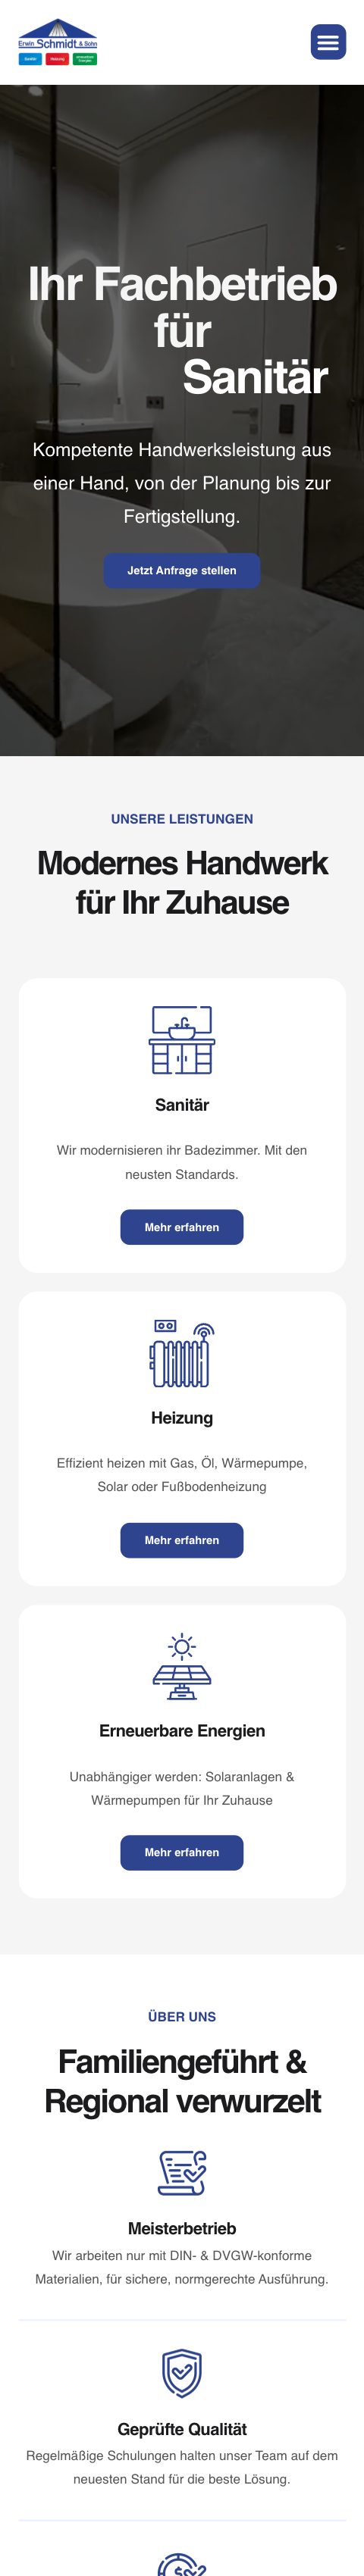 Erwin Schmidt & Sohn
Sanitär Heizung erneuerbare
Energien
Ihr Fachbetrieb
für
Sanitär
Kompetente Handwerksleistung aus
einer Hand, von der Planung bis zur
Fertigstellung.
Jetzt Anfrage stellen
UNSERE LEISTUNGEN
Modernes Handwerk
für Ihr Zuhause
Sanitär
Wir modernisieren ihr Badezimmer. Mit den
neusten Standards.
Mehr erfahren
Heizung
Effizient heizen mit Gas, Öl, Wärmepumpe,
Solar oder Fußbodenheizung
Mehr erfahren
Erneuerbare Energien
Unabhängiger werden: Solaranlagen &
Wärmepumpen für Ihr Zuhause
Mehr erfahren
ÜBER UNS
Familiengeführt &
Regional verwurzelt
Meisterbetrieb
Wir arbeiten nur mit DIN- & DVGW-konforme
Materialien, für sichere, normgerechte Ausführung.
Geprüfte Qualität
Regelmäßige Schulungen halten unser Team auf dem
neuesten Stand für die beste Lösung.